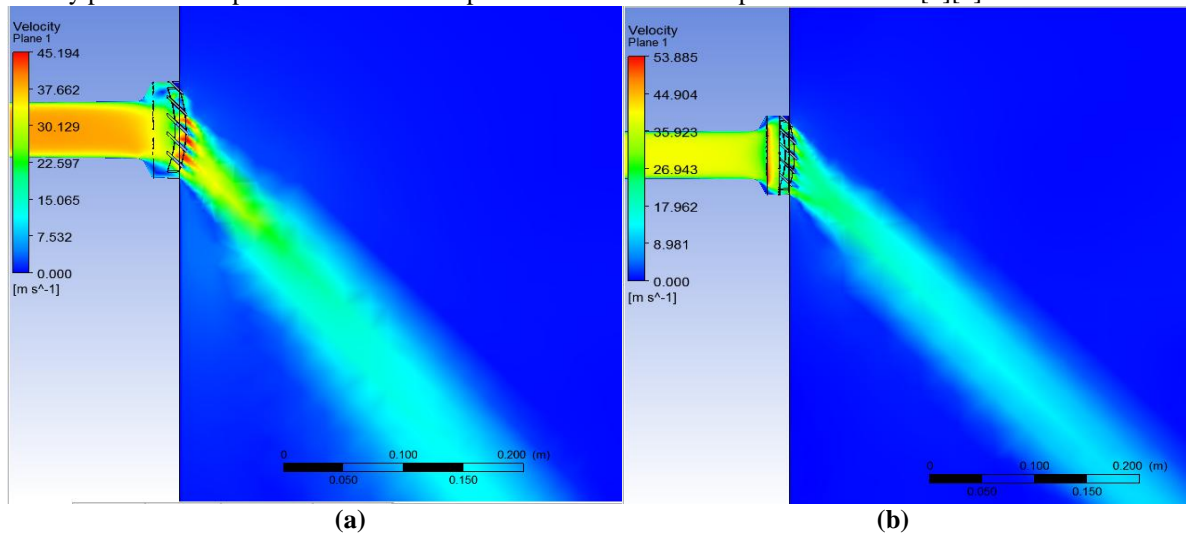 Velocity
Plane 1
45.194
37.662
30.129
22.597
15.065
7.532
0.000
[m s^-1]
0
0.100
0.200
(m)
0.050
0.150
(a)
Velocity
Plane 1
53.885
44.904
35.923
26.943
17.962
8.981
0.000
[m s^-1]
0
0.100
0.200
(m)
0.050
0.150
(b)